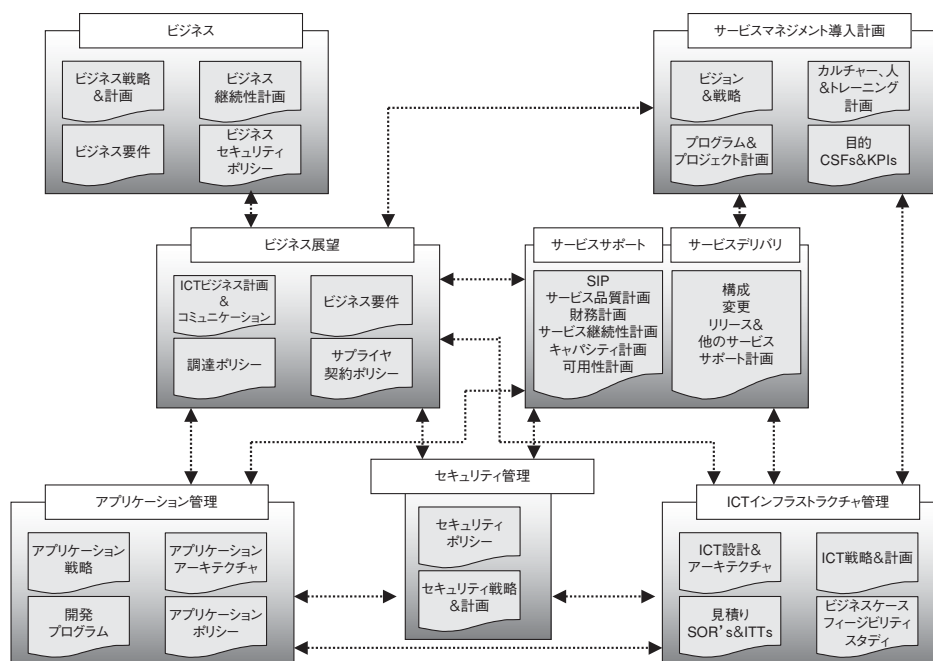 ビジネス
ビジネス戦略
&計画
ビジネス
継続性計画
ビジネス要件
ビジネス
セキュリティ
ポリシー
サービスマネジメント導入計画
ビジョン
&戦略
カルチャー、人
&トレーニング
計画
プログラム&
プロジェクト計画
目的
CSFs&KPIs
ビジネス展望
ICTビジネス計画
&
コミュニケーション
ビジネス要件
調達ポリシー
サプライヤ
契約ポリシー
サービスサポート
SIP
サービス品質計画
財務計画
サービス継続性計画
キャパシティ計画
可用性計画
サービスデリバリ
構成
変更
リリース&
他のサービス
サポート計画
アプリケーション管理
アプリケーション
戦略
アプリケーション
アーキテクチャ
開発
プログラム
アプリケーション
ポリシー
セキュリティ管理
セキュリティ
ポリシー
セキュリティ戦略
&計画
ICTインフラストラクチャ管理
ICT設計&
アーキテクチャ
ICT戦略&計画
見積り
SOR's&ITTs
ビジネスケース
フィージビリティ
スタディ